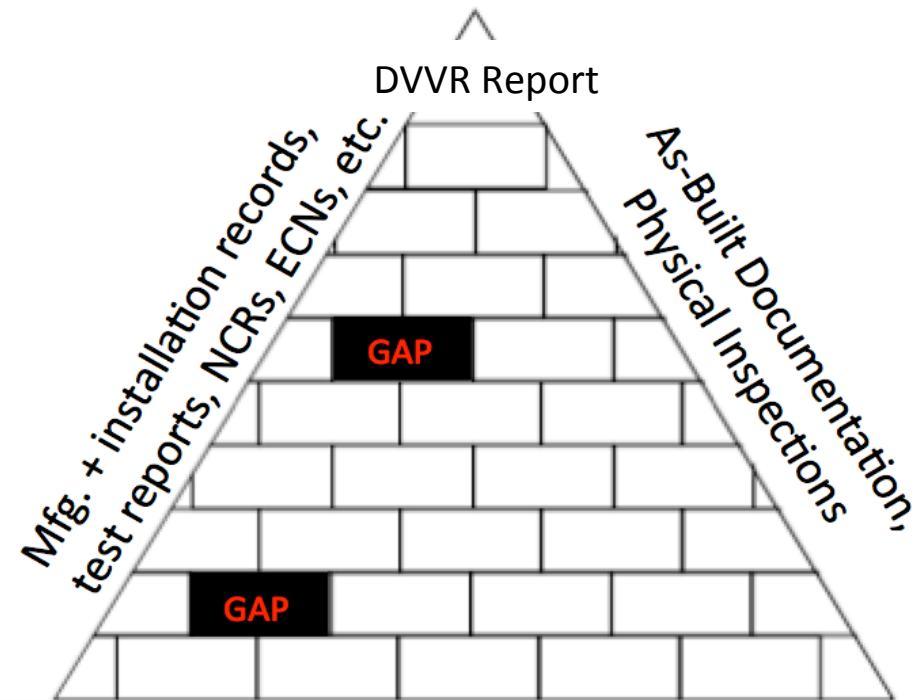 DVVR Report
Mfg. + installation records,
test reports, NCRs, ECNs, etc.
As-Built Documentation,
Physical Inspections
GAP
GAP